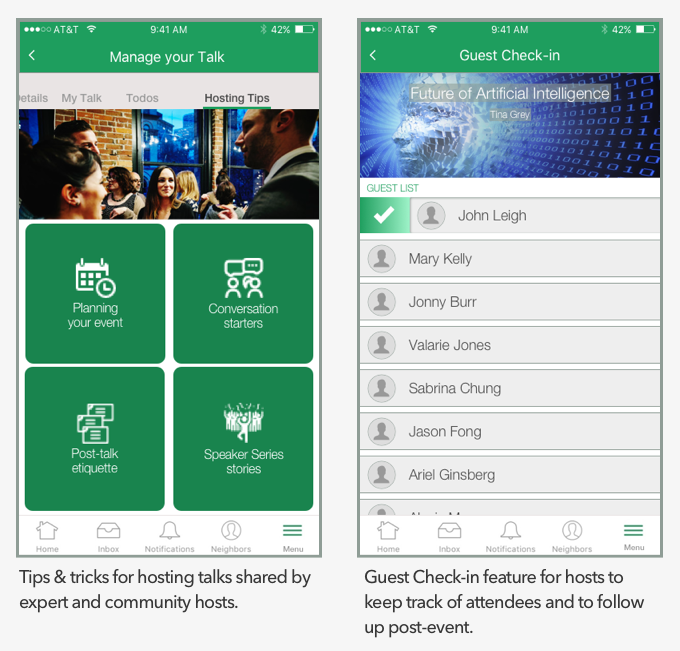 AT&T 9:41 AM 42%
Manage your Talk
etails My Talk Todos Hosting Tips
Planning
your event
Conversation
starters
Post-talk
etiquette
Speaker Series
stories
Home Inbox Notifications Neighbors Menu
Tips & tricks for hosting talks shared by
expert and community hosts.
AT&T 9:41 AM 42%
Guest Check-in
Future of Artificial Intelligence
Tina Grey
GUEST LIST
John Leigh
Mary Kelly
Jonny Burr
Valarie Jones
Sabrina Chung
Jason Fong
Ariel Ginsberg
Home Inbox Notifications Neighbors Menu
Guest Check-in feature for hosts to
keep track of attendees and to follow
up post-event.